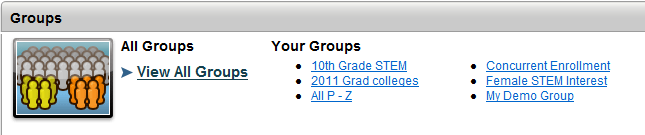 Groups
All Groups
View All Groups
Your Groups
10th Grade STEM
2011 Grad colleges
All P - Z
Concurrent Enrollment
Female STEM Interest
My Demo Group